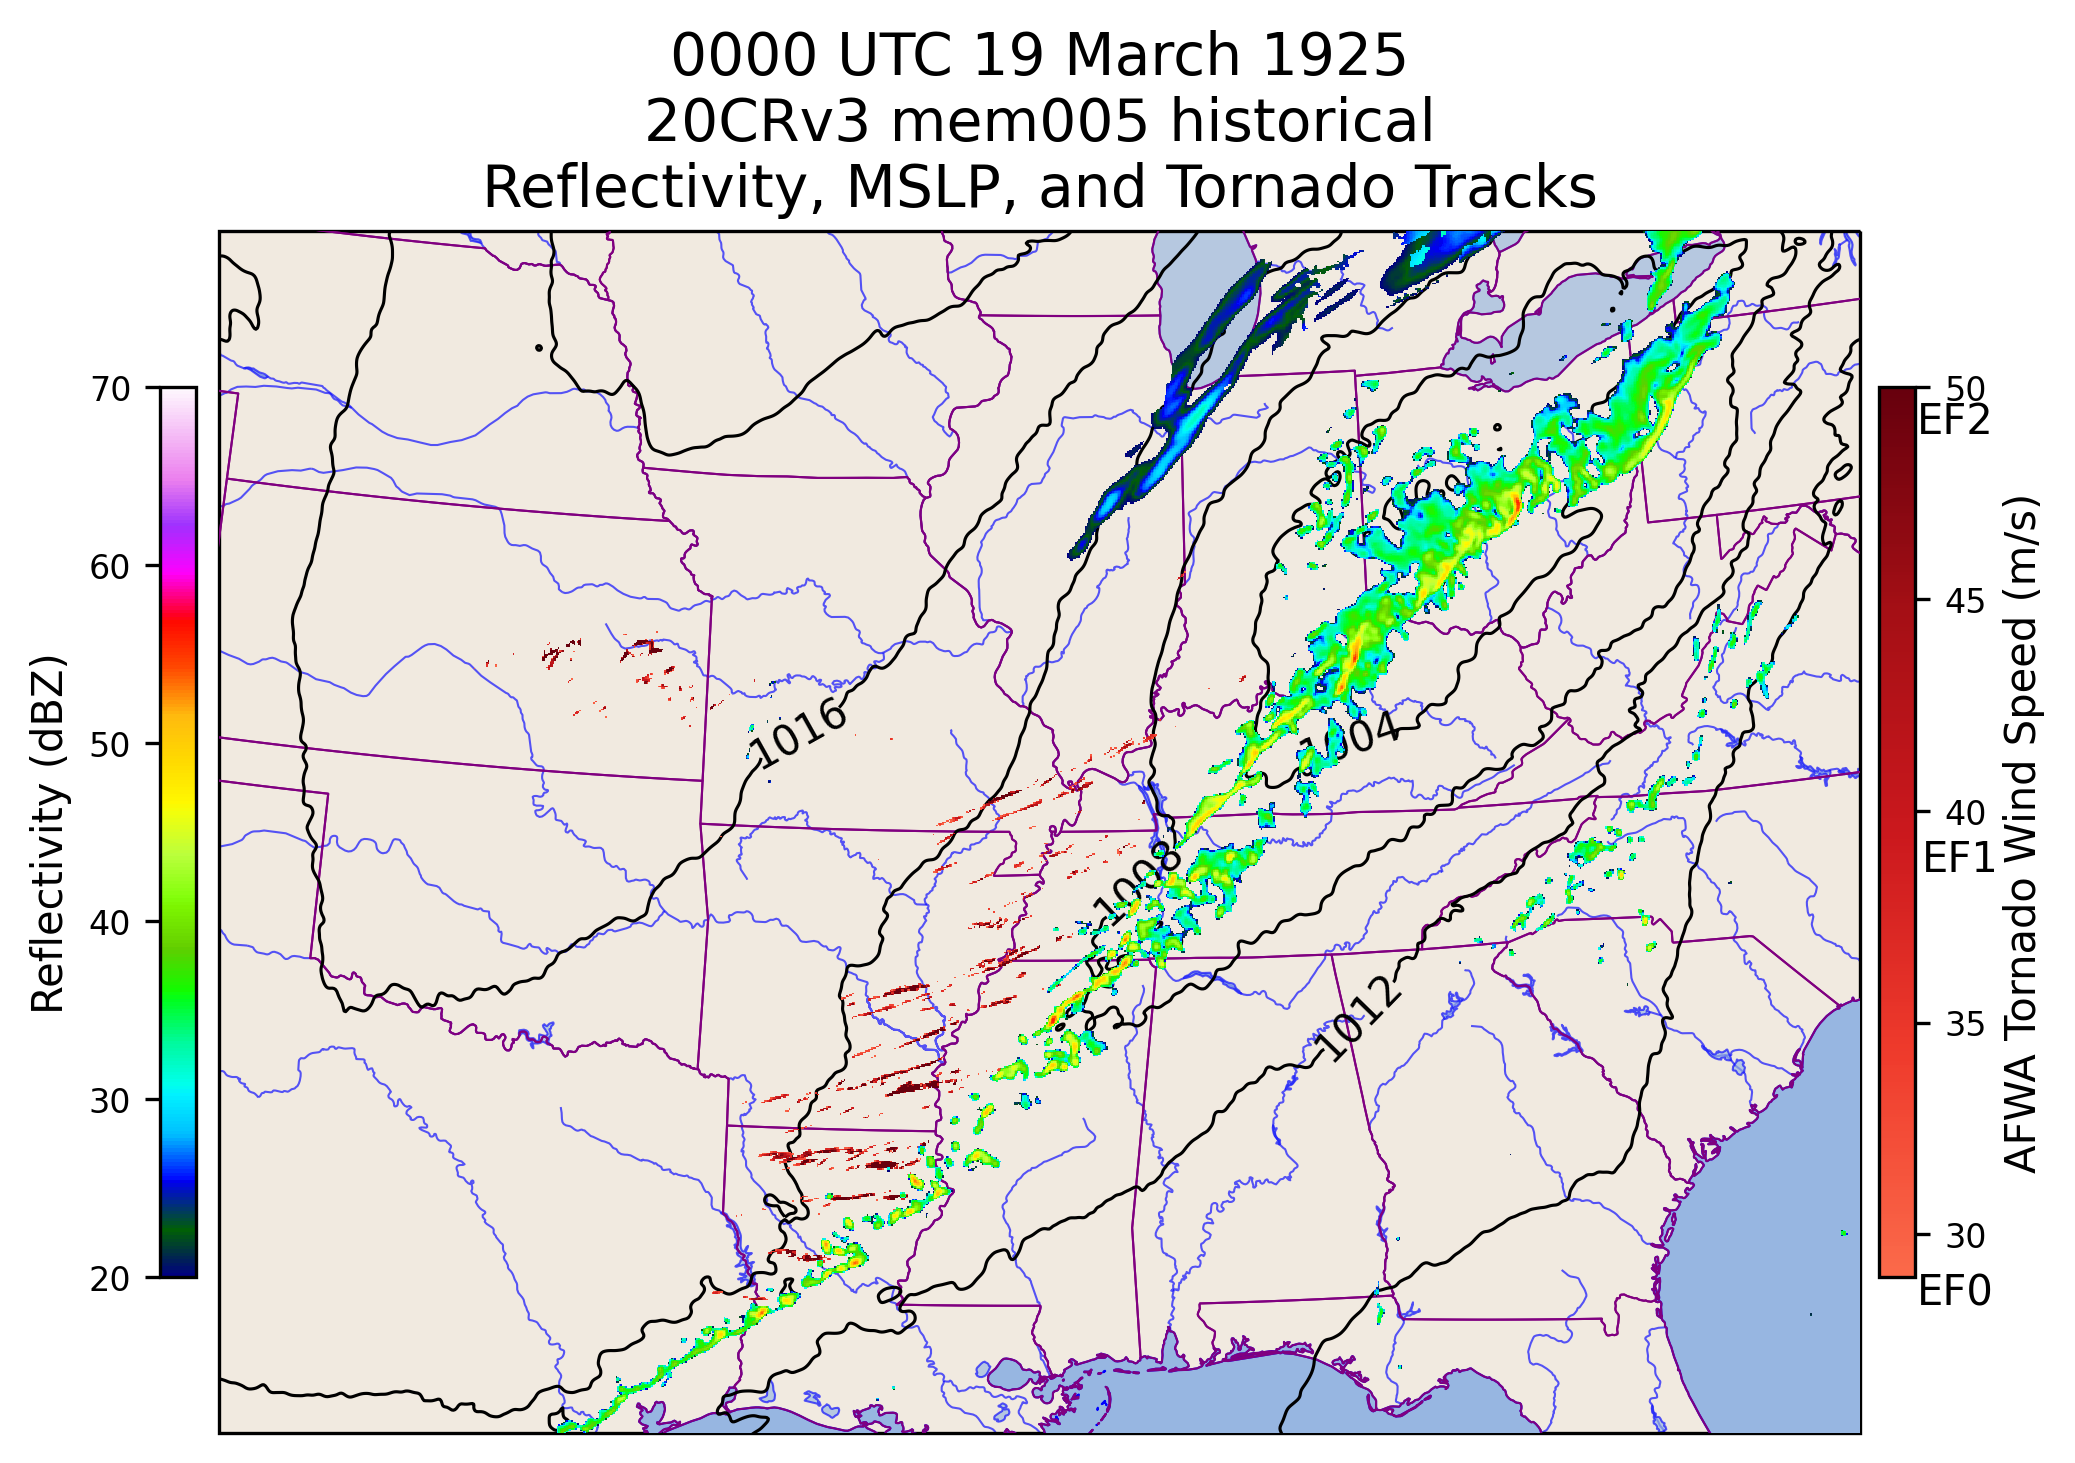 0000 UTC 19 March 1925
20CRv3 mem005 historical
Reflectivity, MSLP, and Tornado Tracks
70
60
50
40
30
20
Reflectivity (dBZ)
1016
1004
1008
1012
50
EF2
45
40
EF1
35
30
EF0
AFWA Tornado Wind Speed (m/s)